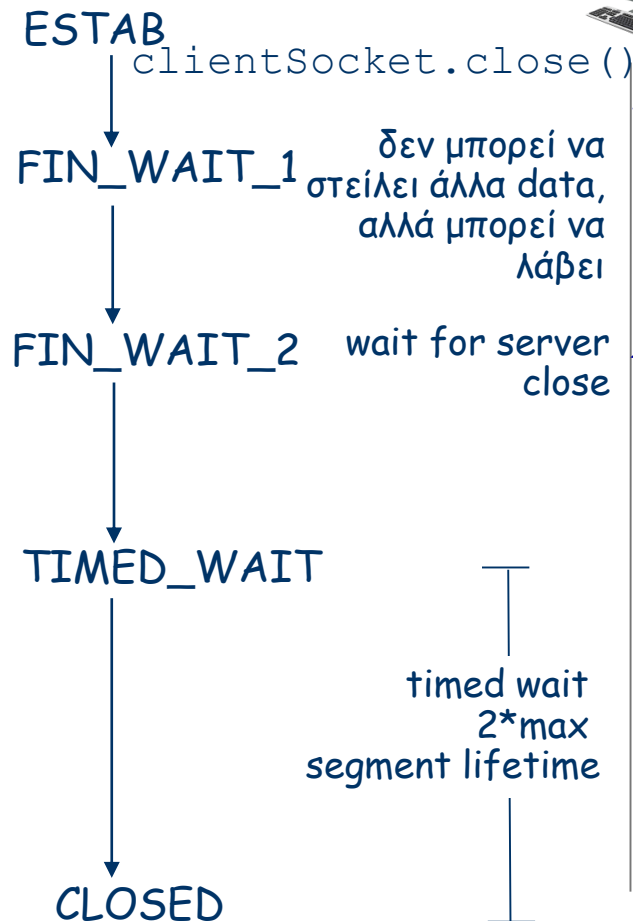 ESTAB
clientSocket.close()
FIN_WAIT_1
δεν μπορεί να
στείλει άλλα data,
αλλά μπορεί να
λάβει
FIN_WAIT_2
wait for server
close
TIMED_WAIT
timed wait
2*max
segment lifetime
CLOSED